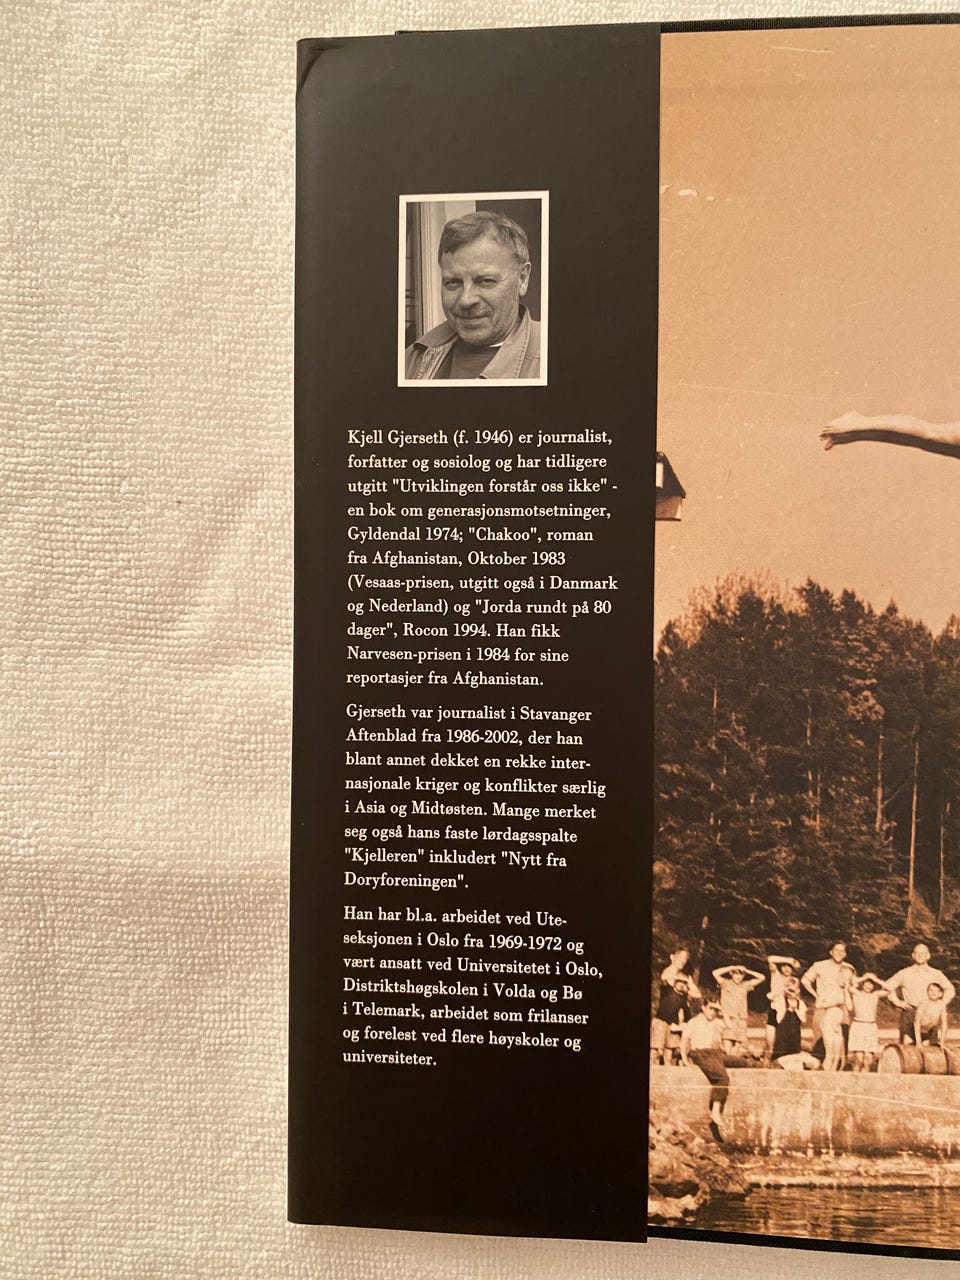 Kjell Gjerseth (f. 1946) er journalist,
forfatter og sosiolog og har tidligere
utgitt "Utviklingen forstår oss ikke" -
en bok om generasjonsmotsetninger,
Gyldendal 1974; "Chakoo", roman
fra Afghanistan, Oktober 1983
(Vesaas-prisen, utgitt også i Danmark
og Nederland) og "Jorda rundt på 80
dager", Rocon 1994. Han fikk
Narvesen-prisen i 1984 for sine
reportasjer fra Afghanistan.
Gjerseth var journalist i Stavanger
Aftenblad fra 1986-2002, der han
blant annet dekket en rekke inter-
nasjonale kriger og konflikter særlig
i Asia og Midtøsten. Mange merket
seg også hans faste lørdagsspalte
"Kjelleren" inkludert "Nytt fra
Doryforeningen".
Han har bl.a. arbeidet ved Ute-
seksjonen i Oslo fra 1969-1972 og
vært ansatt ved Universitetet i Oslo,
Distriktshøgskolen i Volda og Bø
i Telemark, arbeidet som frilanser
og forelest ved flere høyskoler og
universiteter.